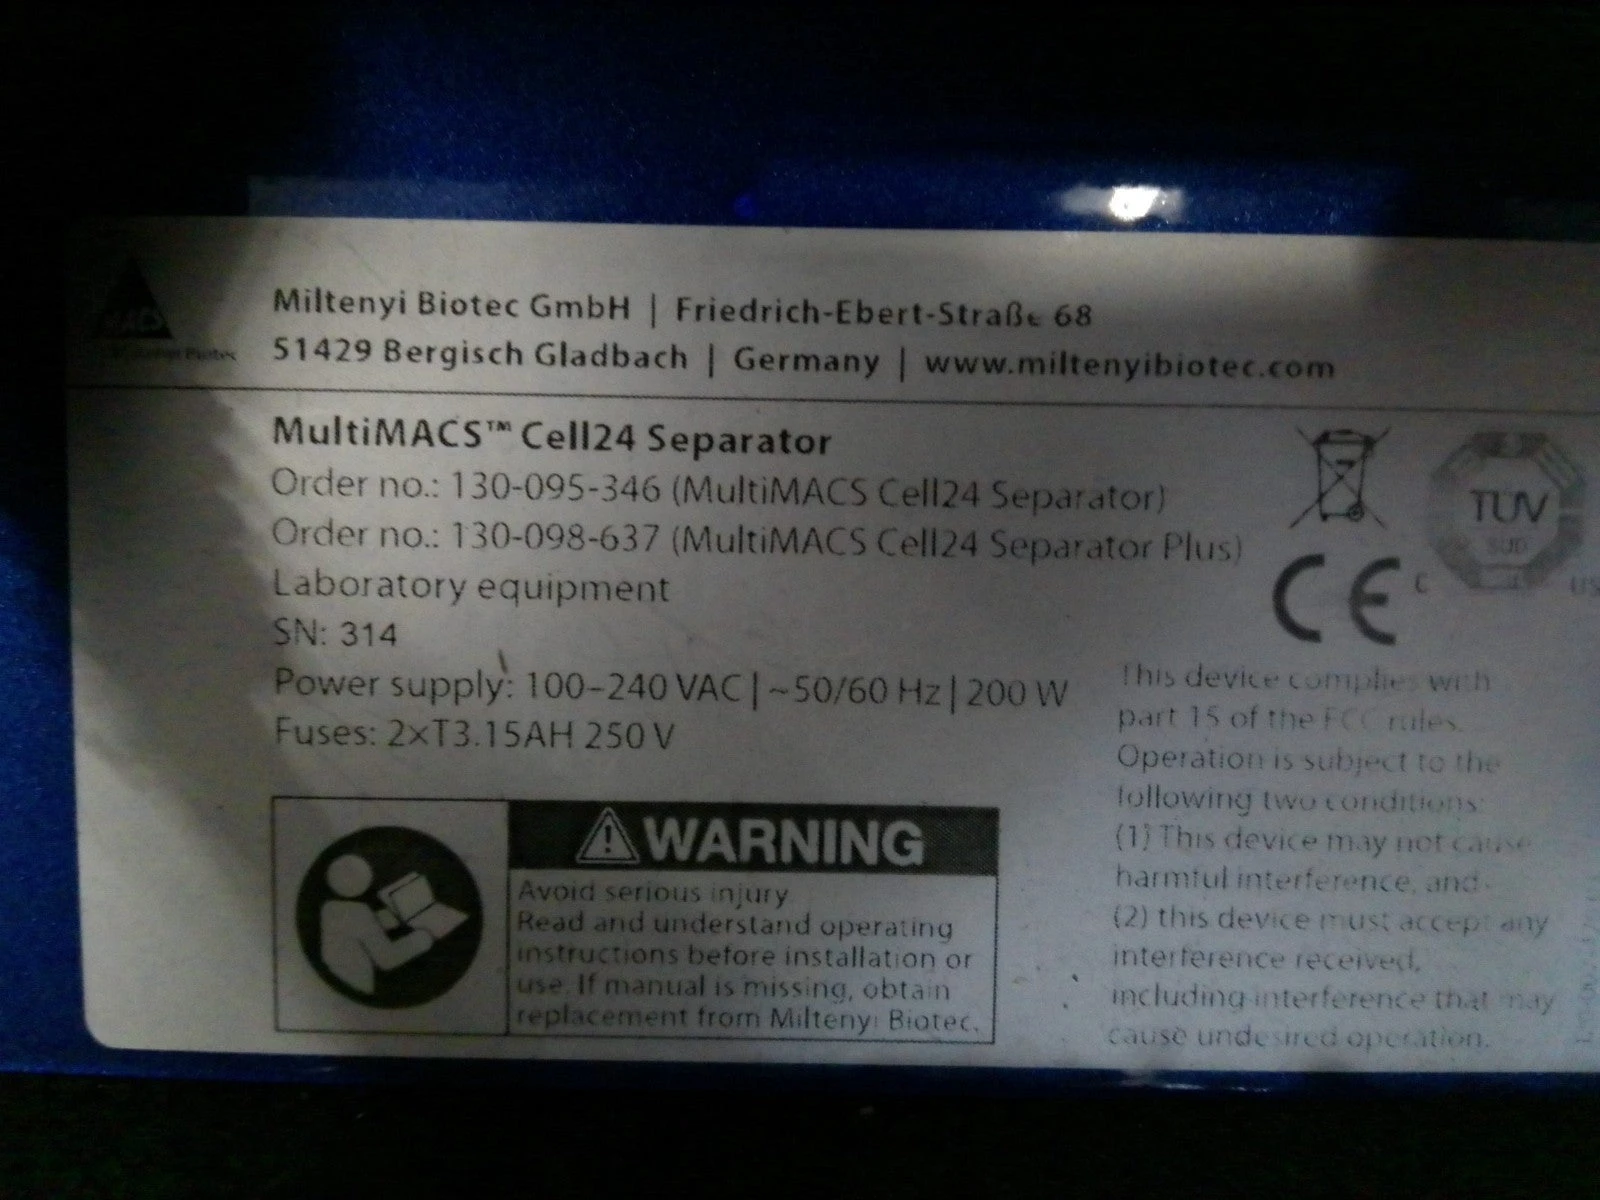 MACS
Miltenyi Biotec
Miltenyi Biotec GmbH | Friedrich-Ebert-Straße 68
51429 Bergisch Gladbach | Germany | www.miltenyibiotec.com
MultiMACS™ Cell24 Separator
Order no.: 130-095-346 (MultiMACS Cell24 Separator)
Order no.: 130-098-637 (MultiMACS Cell24 Separator Plus)
Laboratory equipment
SN: 314
Power supply: 100–240 VAC | ~50/60 Hz | 200 W
Fuses: 2xT3.15AH 250 V
WARNING
Avoid serious injury
Read and understand operating
instructions before installation or
use. If manual is missing, obtain
replacement from Miltenyi Biotec.
TÜV
SÜD
C US
CE
This device complies with
part 15 of the FCC rules.
Operation is subject to the
following two conditions:
(1) This device may not cause
harmful interference, and
(2) this device must accept any
interference received,
including interference that may
cause undesired operation.